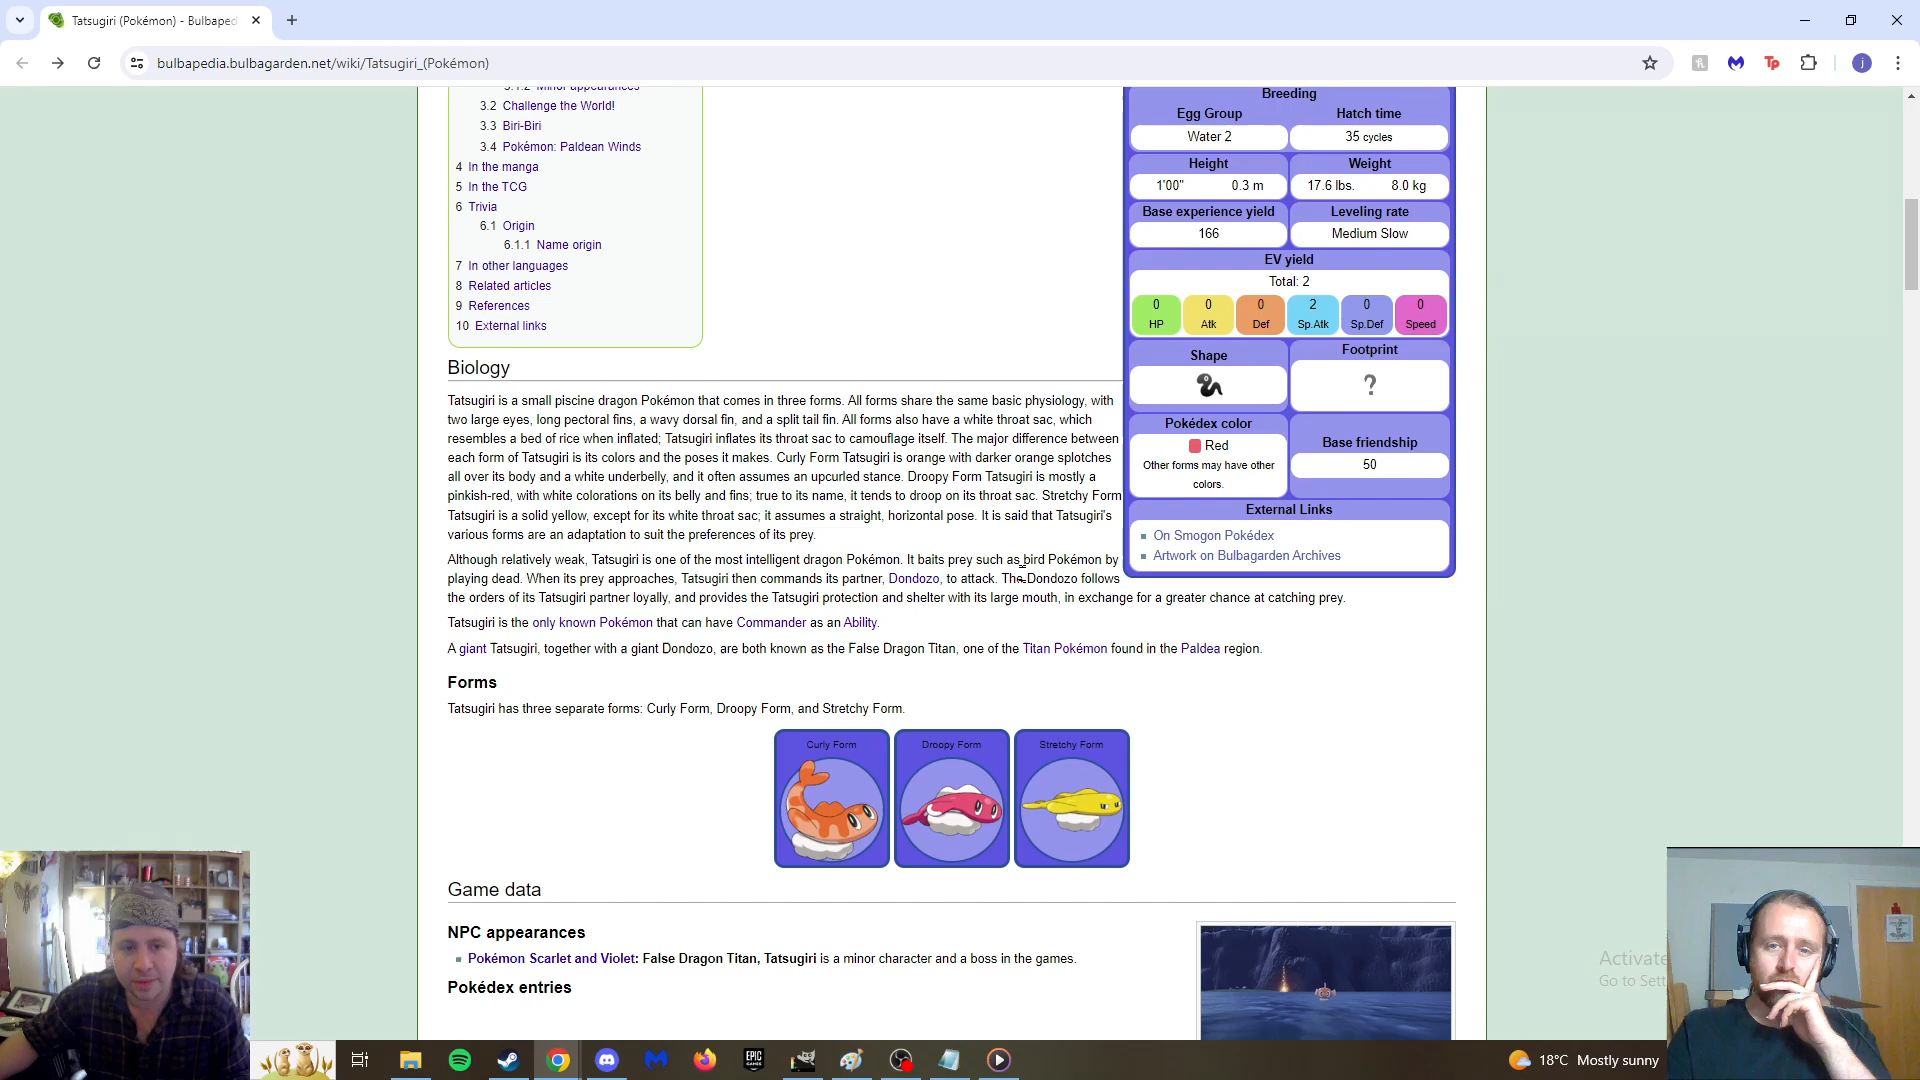 Tatsugiri (Pokémon) - Bulbaped
bulbapedia.bulbagarden.net/wiki/Tatsugiri_(Pokémon)
3.1.2 Minor appearances
3.2 Challenge the World!
3.3 Biri-Biri
3.4 Pokémon: Paldean Winds
4 In the manga
5 In the TCG
6 Trivia
6.1 Origin
6.1.1 Name origin
7 In other languages
8 Related articles
9 References
10 External links
Breeding
Egg Group Hatch time
Water 2 35 cycles
Height Weight
1'00" 0.3 m 17.6 lbs. 8.0 kg
Base experience yield Leveling rate
166 Medium Slow
EV yield
Total: 2
0 0 0 2 0 0
HP Atk Def Sp.Atk Sp.Def Speed
Shape Footprint
?
Pokédex color
Red
Other forms may have other
colors.
Base friendship
50
External Links
On Smogon Pokédex
Artwork on Bulbagarden Archives
Biology
Tatsugiri is a small piscine dragon Pokémon that comes in three forms. All forms share the same basic physiology, with
two large eyes, long pectoral fins, a wavy dorsal fin, and a split tail fin. All forms also have a white throat sac, which
resembles a bed of rice when inflated; Tatsugiri inflates its throat sac to camouflage itself. The major difference between
each form of Tatsugiri is its colors and the poses it makes. Curly Form Tatsugiri is orange with darker orange splotches
all over its body and a white underbelly, and it often assumes an upcurled stance. Droopy Form Tatsugiri is mostly a
pinkish-red, with white colorations on its belly and fins; true to its name, it tends to droop on its throat sac. Stretchy Form
Tatsugiri is a solid yellow, except for its white throat sac; it assumes a straight, horizontal pose. It is said that Tatsugiri's
various forms are an adaptation to suit the preferences of its prey.
Although relatively weak, Tatsugiri is one of the most intelligent dragon Pokémon. It baits prey such as bird Pokémon by
playing dead. When its prey approaches, Tatsugiri then commands its partner, Dondozo, to attack. The Dondozo follows
the orders of its Tatsugiri partner loyally, and provides the Tatsugiri protection and shelter with its large mouth, in exchange for a greater chance at catching prey.
Tatsugiri is the only known Pokémon that can have Commander as an Ability.
A giant Tatsugiri, together with a giant Dondozo, are both known as the False Dragon Titan, one of the Titan Pokémon found in the Paldea region.
Forms
Tatsugiri has three separate forms: Curly Form, Droopy Form, and Stretchy Form.
Curly Form Droopy Form Stretchy Form
Game data
NPC appearances
Pokémon Scarlet and Violet: False Dragon Titan, Tatsugiri is a minor character and a boss in the games.
Pokédex entries
Activate
Go to Sett
18°C Mostly sunny